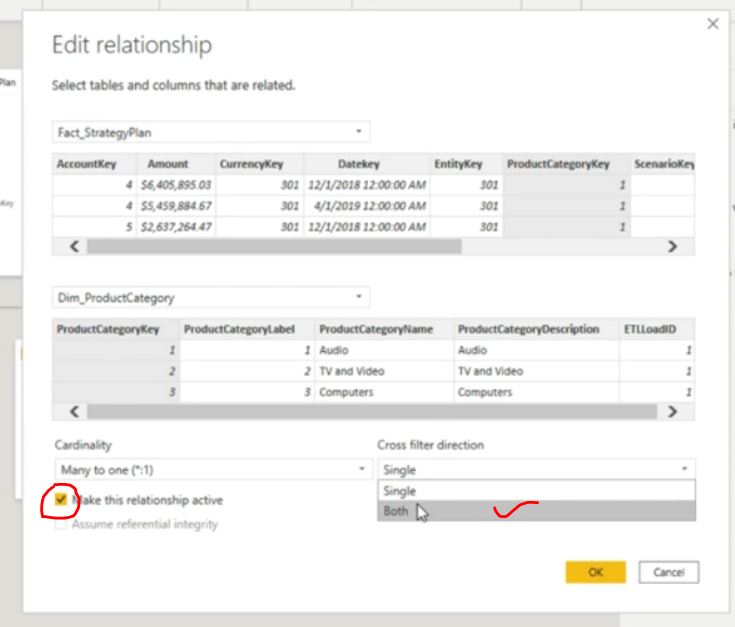 Plan
Key
Edit relationship
Select tables and columns that are related.
Fact_StrategyPlan
AccountKey Amount CurrencyKey Datekey EntityKey ProductCategoryKey ScenarioKey
4 $6,405,895.03 301 12/1/2018 12:00:00 AM 301 1
4 $5,459,884.67 301 4/1/2019 12:00:00 AM 301 1
5 $2,637,264.47 301 12/1/2018 12:00:00 AM 301 1
Dim_ProductCategory
ProductCategoryKey ProductCategoryLabel ProductCategoryName ProductCategoryDescription ETLLoadID
1 1 Audio Audio 1
2 2 TV and Video TV and Video 1
3 3 Computers Computers 1
Cardinality Cross filter direction
Many to one (*:1) Single
Make this relationship active Single
Assume referential integrity Both
OK Cancel